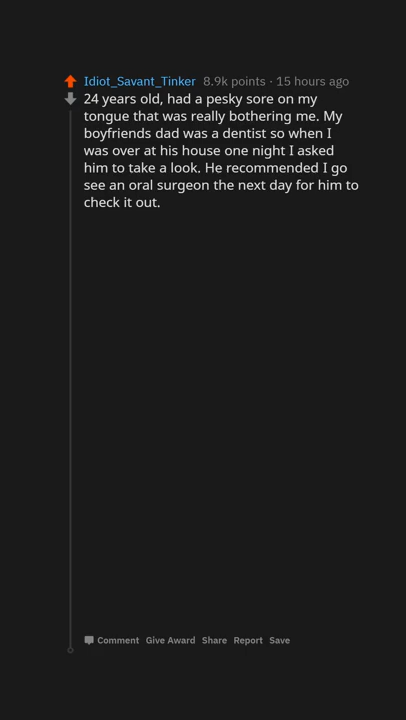 Idiot_Savant_Tinker 8.9k points · 15 hours ago
24 years old, had a pesky sore on my
tongue that was really bothering me. My
boyfriends dad was a dentist so when I
was over at his house one night I asked
him to take a look. He recommended I go
see an oral surgeon the next day for him to
check it out.
Comment Give Award Share Report Save